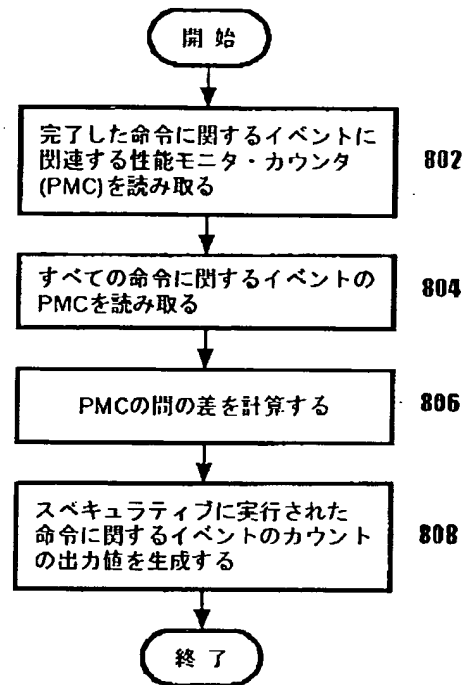 開始
完了した命令に関するイベントに
関連する性能モニタ・カウンタ
(PMC)を読み取る
802
すべての命令に関するイベントの
PMCを読み取る
804
PMCの間の差を計算する
806
スペキュラティブに実行された
命令に関するイベントのカウント
の出力値を生成する
808
終了